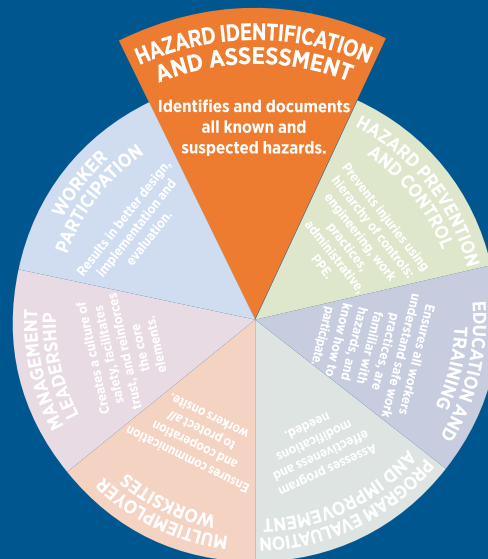 HAZARD IDENTIFICATION
AND ASSESSMENT
Identifies and documents
all known and
suspected hazards.
HAZARD PREVENTION
AND CONTROL
Prevents injuries using
hierarchy of controls:
engineering, work
practices,
administrative,
PPE.
EDUCATION AND
TRAINING
Ensures all workers
understand safe work
practices, are
familiar with
hazards, and
know how to
participate.
PROGRAM EVALUATION
AND IMPROVEMENT
Assesses program
effectiveness and
modifications
needed.
MULTIEMPLOYER
WORKSITES
Ensures communication
and cooperation
to protect all
workers onsite.
MANAGEMENT
LEADERSHIP
Creates a culture of
safety, facilitates
trust, and reinforces
the core
elements.
WORKER
PARTICIPATION
Results in better design,
implementation and
evaluation.